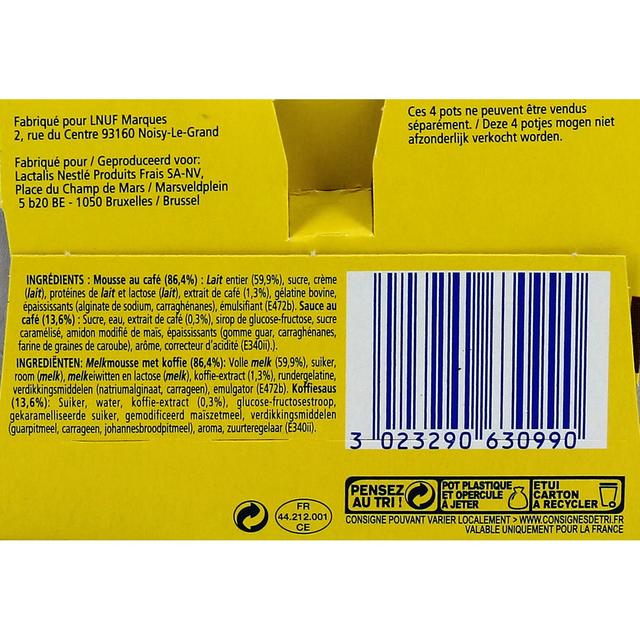 Fabriqué pour LNUF Marques
2, rue du Centre 93160 Noisy-Le-Grand
Fabriqué pour / Geproduceerd voor:
Lactalis Nestlé Produits Frais SA-NV,
Place du Champ de Mars / Marsveldplein
5 b20 BE - 1050 Bruxelles / Brussel
Ces 4 pots ne peuvent être vendus
séparément. / Deze 4 potjes mogen niet
afzonderlijk verkocht worden.
INGRÉDIENTS : Mousse au café (86,4%) : Lait entier (59,9%), sucre, crème
(lait), protéines de lait et lactose (lait), extrait de café (1,3%), gélatine bovine,
épaississants (alginate de sodium, carraghénanes), émulsifiant (E472b). Sauce au
café (13,6%) : Sucre, eau, extrait de café (0,3%), sirop de glucose-fructose, sucre
caramélisé, amidon modifié de maïs, épaississants (gomme guar, carraghénanes,
farine de graines de caroube), arôme, correcteur d'acidité (E340ii).).
INGREDIËNTEN: Melkmousse met koffie (86,4%): Volle melk (59,9%), suiker,
room (melk), melkeiwitten en lactose (melk), koffie-extract (1,3%), rundergelatine,
verdikkingsmiddelen (natriumalginaat, carrageen), emulgator (E472b). Koffiesaus
(13,6%): Suiker, water, koffie-extract (0,3%), glucose-fructosestroop,
gekaramelliseerde suiker, gemodificeerd maïszetmeel, verdikkingsmiddelen
(guarpitmeel, carrageen, johannesbroodpitmeel), aroma, zuurteregelaar (E340ii).
3 023290 630990
PENSEZ
AU TRI !
POT PLASTIQUE
ET OPERCULE
À JETER
ETUI
CARTON
À RECYCLER
CONSIGNE POUVANT VARIER LOCALEMENT > WWW.CONSIGNESDETRI.FR
VALABLE UNIQUEMENT POUR LA FRANCE
FR
44.212.001
CE